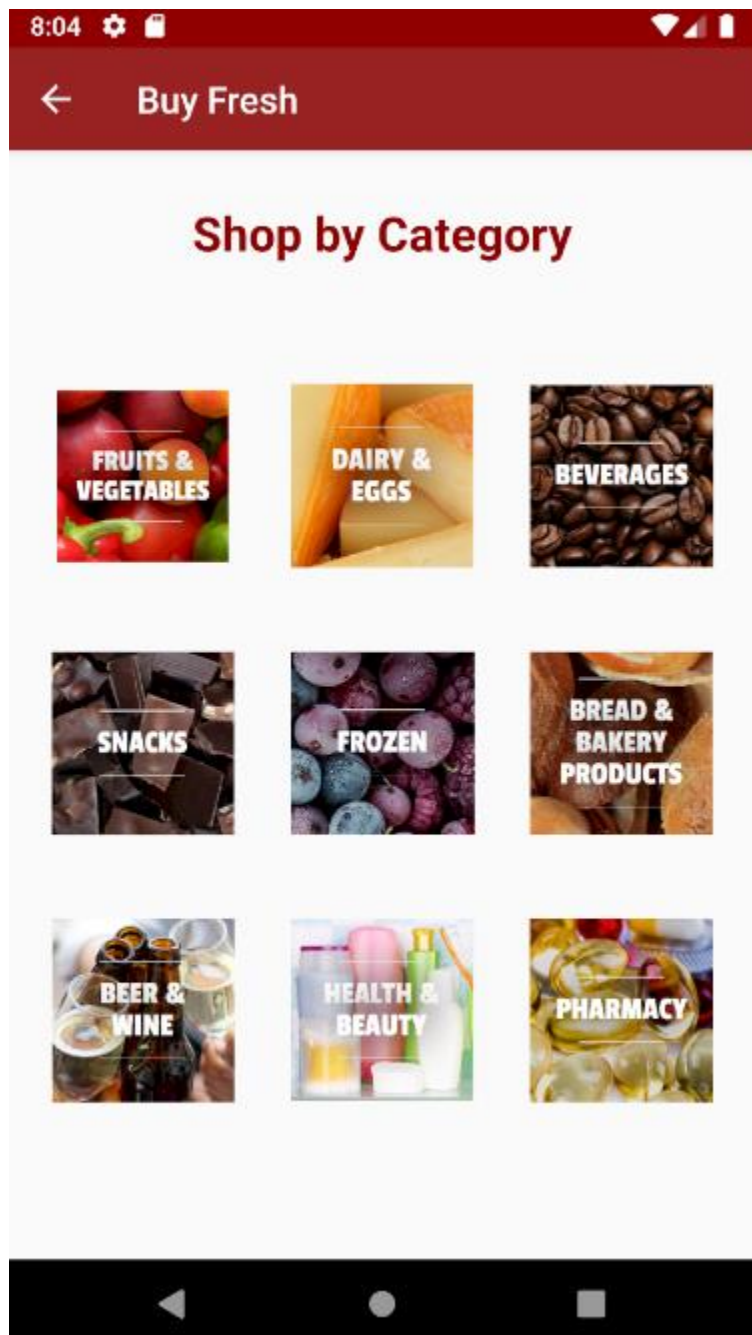 8:04
Buy Fresh
Shop by Category
FRUITS &
VEGETABLES
DAIRY &
EGGS
BEVERAGES
SNACKS
FROZEN
BREAD &
BAKERY
PRODUCTS
BEER &
WINE
HEALTH &
BEAUTY
PHARMACY